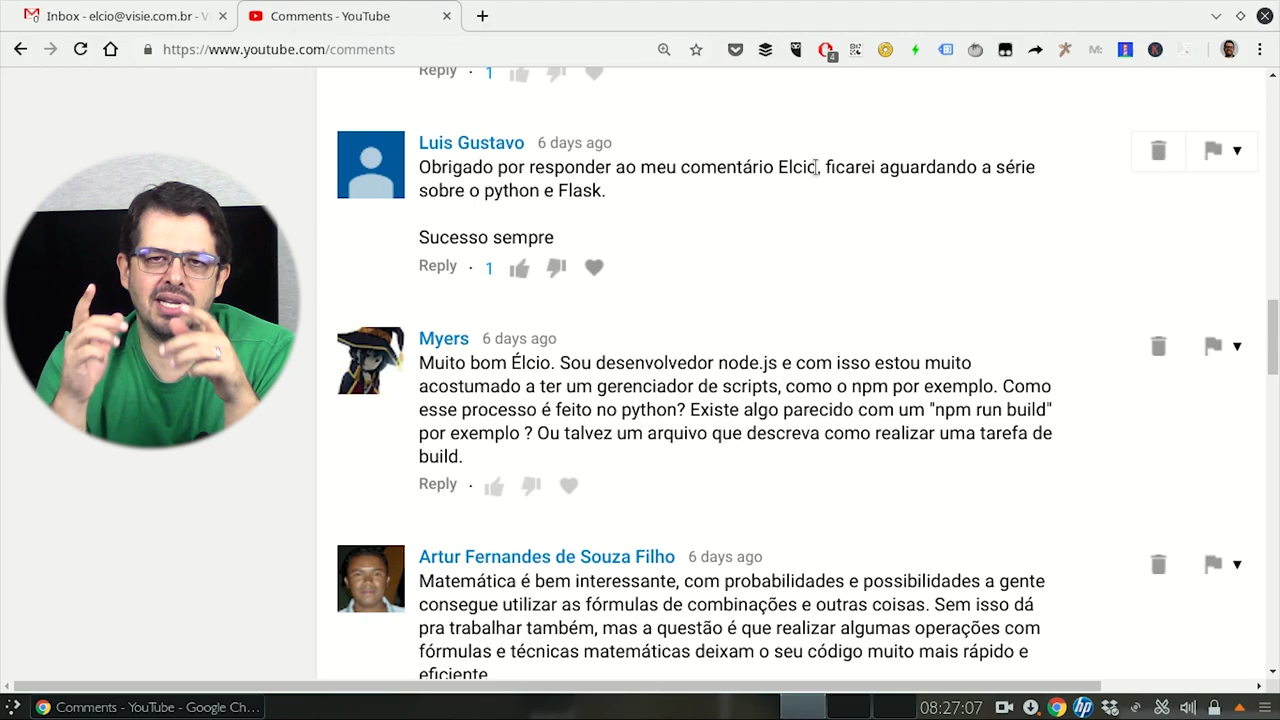 Inbox - elcio@visie.com.br - V
Comments - YouTube
https://www.youtube.com/comments
4
M:
K
Reply · 1
Luis Gustavo 6 days ago
Obrigado por responder ao meu comentário Elcio, ficarei aguardando a série
sobre o python e Flask.
Sucesso sempre
Reply · 1
Myers 6 days ago
Muito bom Élcio. Sou desenvolvedor node.js e com isso estou muito
acostumado a ter um gerenciador de scripts, como o npm por exemplo. Como
esse processo é feito no python? Existe algo parecido com um "npm run build"
por exemplo ? Ou talvez um arquivo que descreva como realizar uma tarefa de
build.
Reply ·
Artur Fernandes de Souza Filho 6 days ago
Matemática é bem interessante, com probabilidades e possibilidades a gente
consegue utilizar as fórmulas de combinações e outras coisas. Sem isso dá
pra trabalhar também, mas a questão é que realizar algumas operações com
fórmulas e técnicas matemáticas deixam o seu código muito mais rápido e
eficiente
Comments - YouTube - Google Ch...
08:27:07
hp